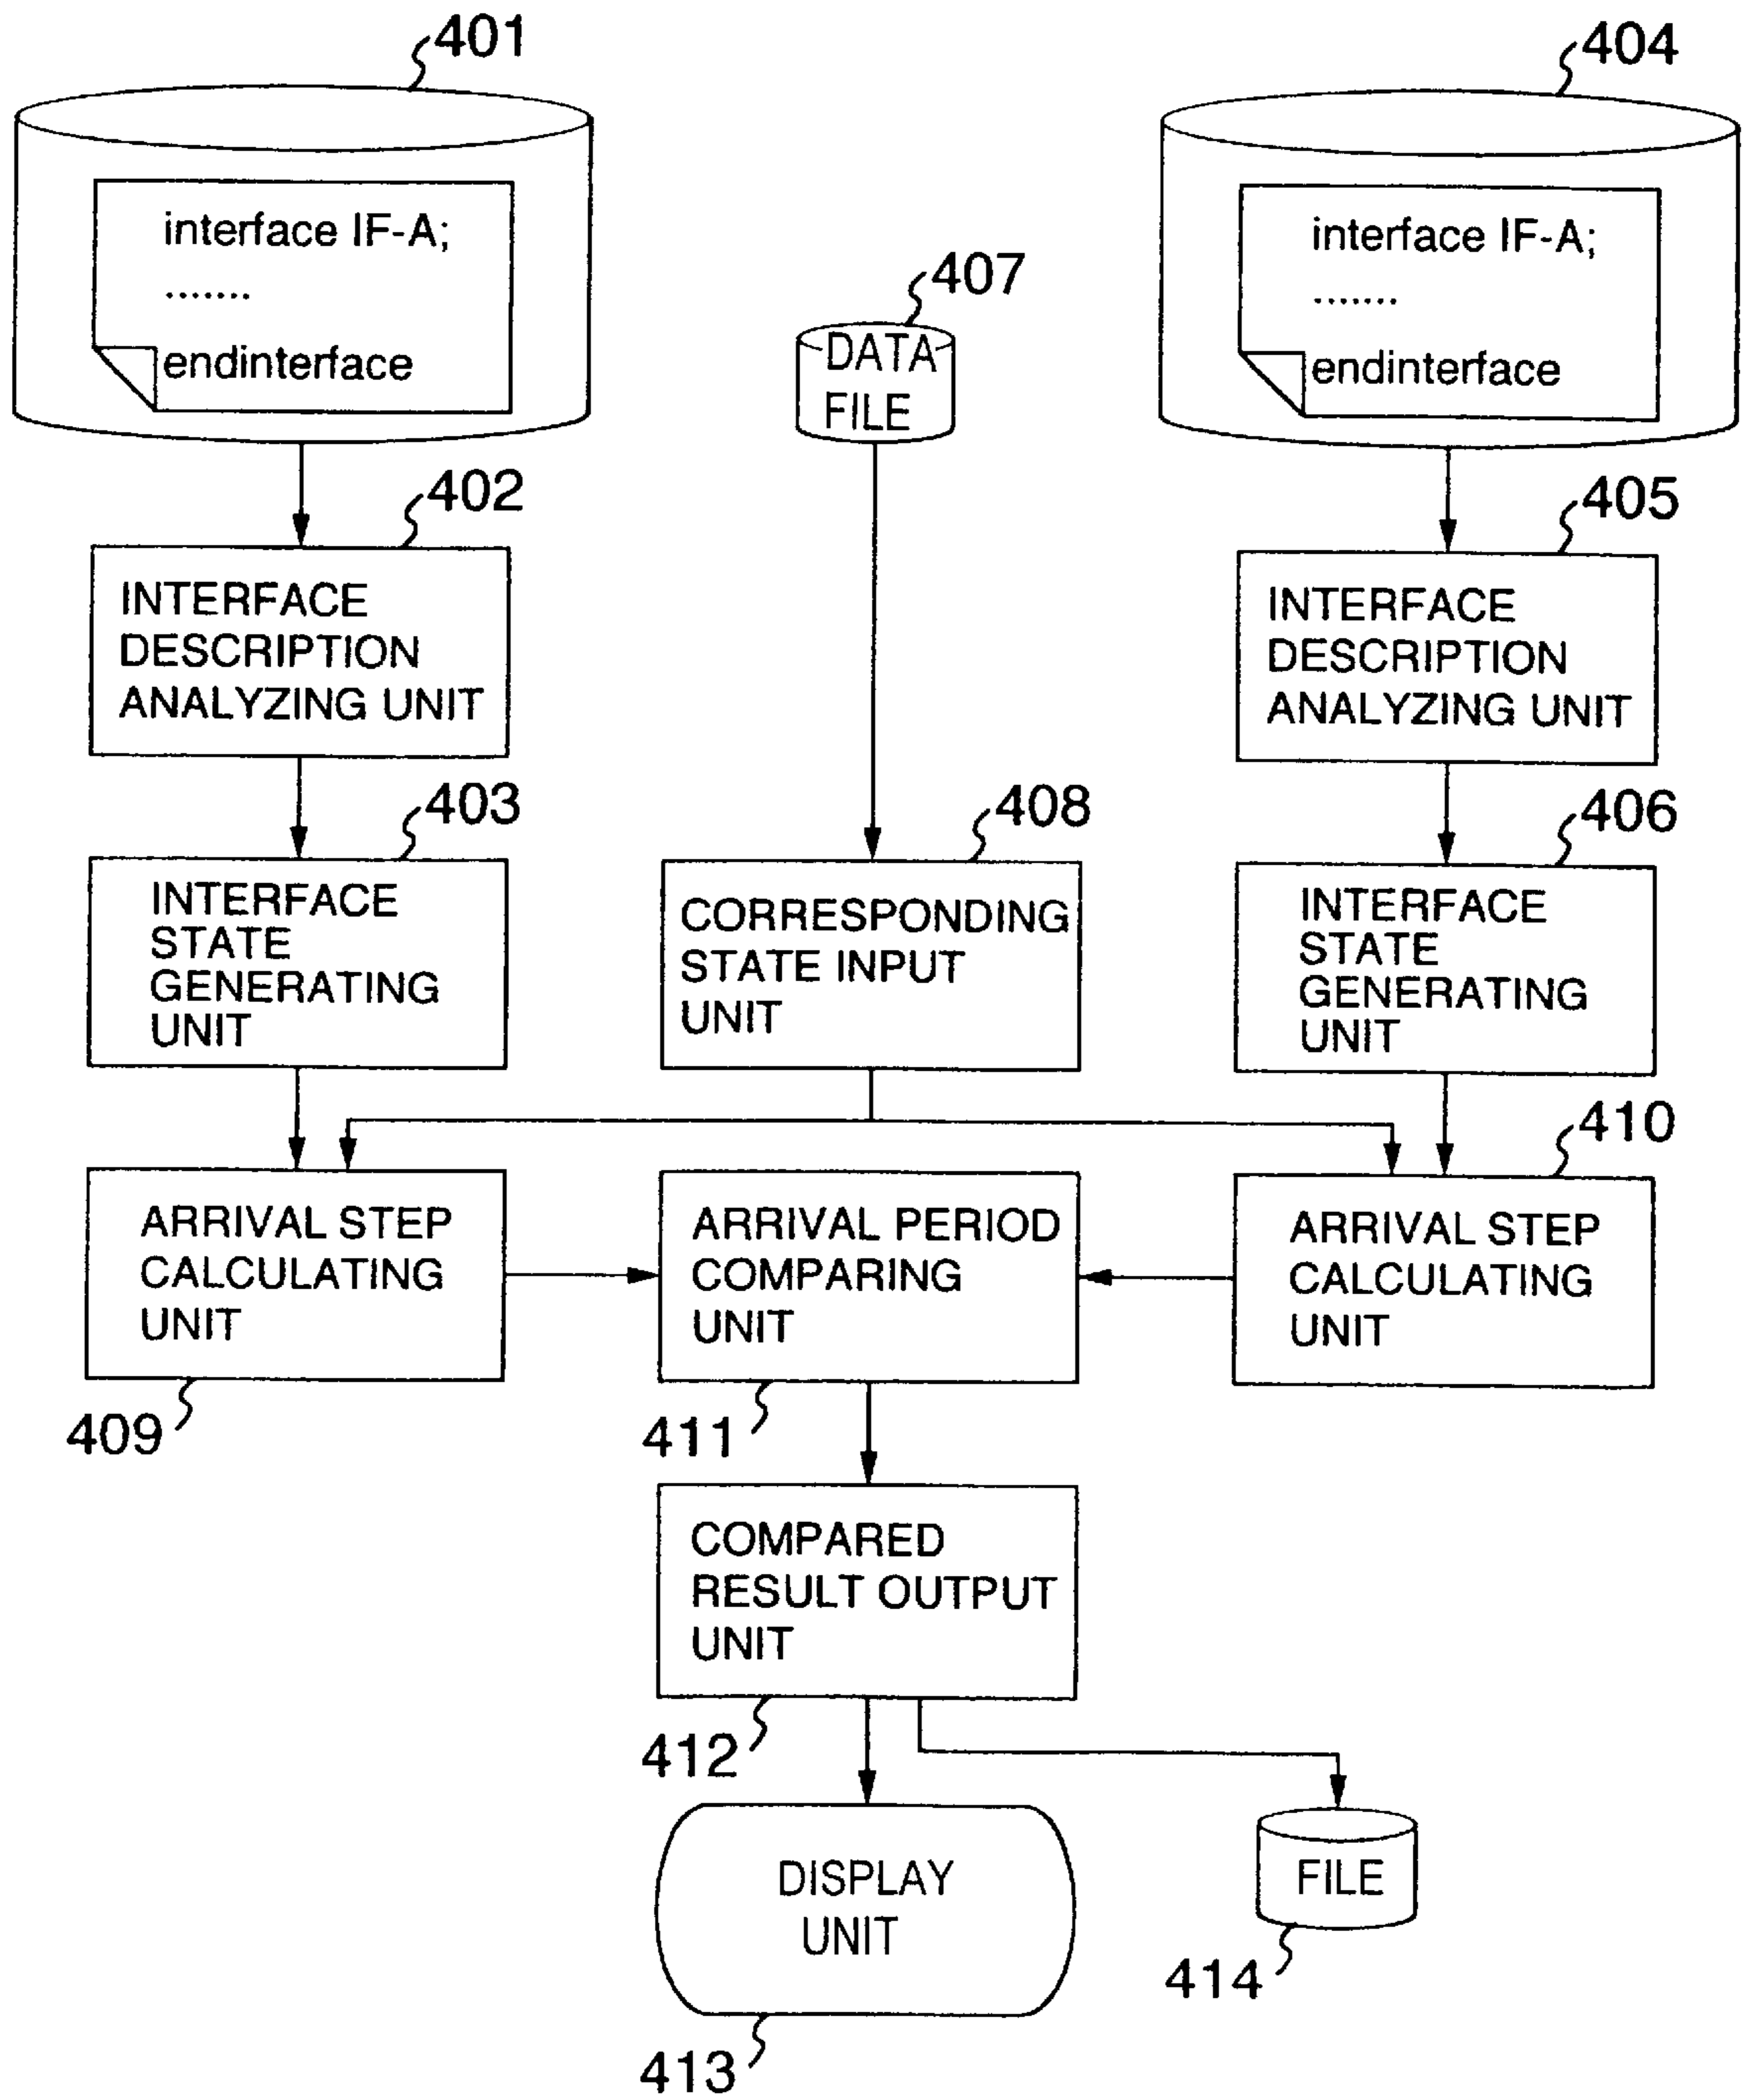 401
404
interface IF-A;
.......
endinterface
407
DATA
FILE
interface IF-A;
.......
endinterface
402
405
INTERFACE
DESCRIPTION
ANALYZING UNIT
INTERFACE
DESCRIPTION
ANALYZING UNIT
403
408
406
INTERFACE
STATE
GENERATING
UNIT
CORRESPONDING
STATE INPUT
UNIT
INTERFACE
STATE
GENERATING
UNIT
410
ARRIVAL STEP
CALCULATING
UNIT
ARRIVAL PERIOD
COMPARING
UNIT
ARRIVAL STEP
CALCULATING
UNIT
409
411
COMPARED
RESULT OUTPUT
UNIT
412
DISPLAY
UNIT
FILE
414
413